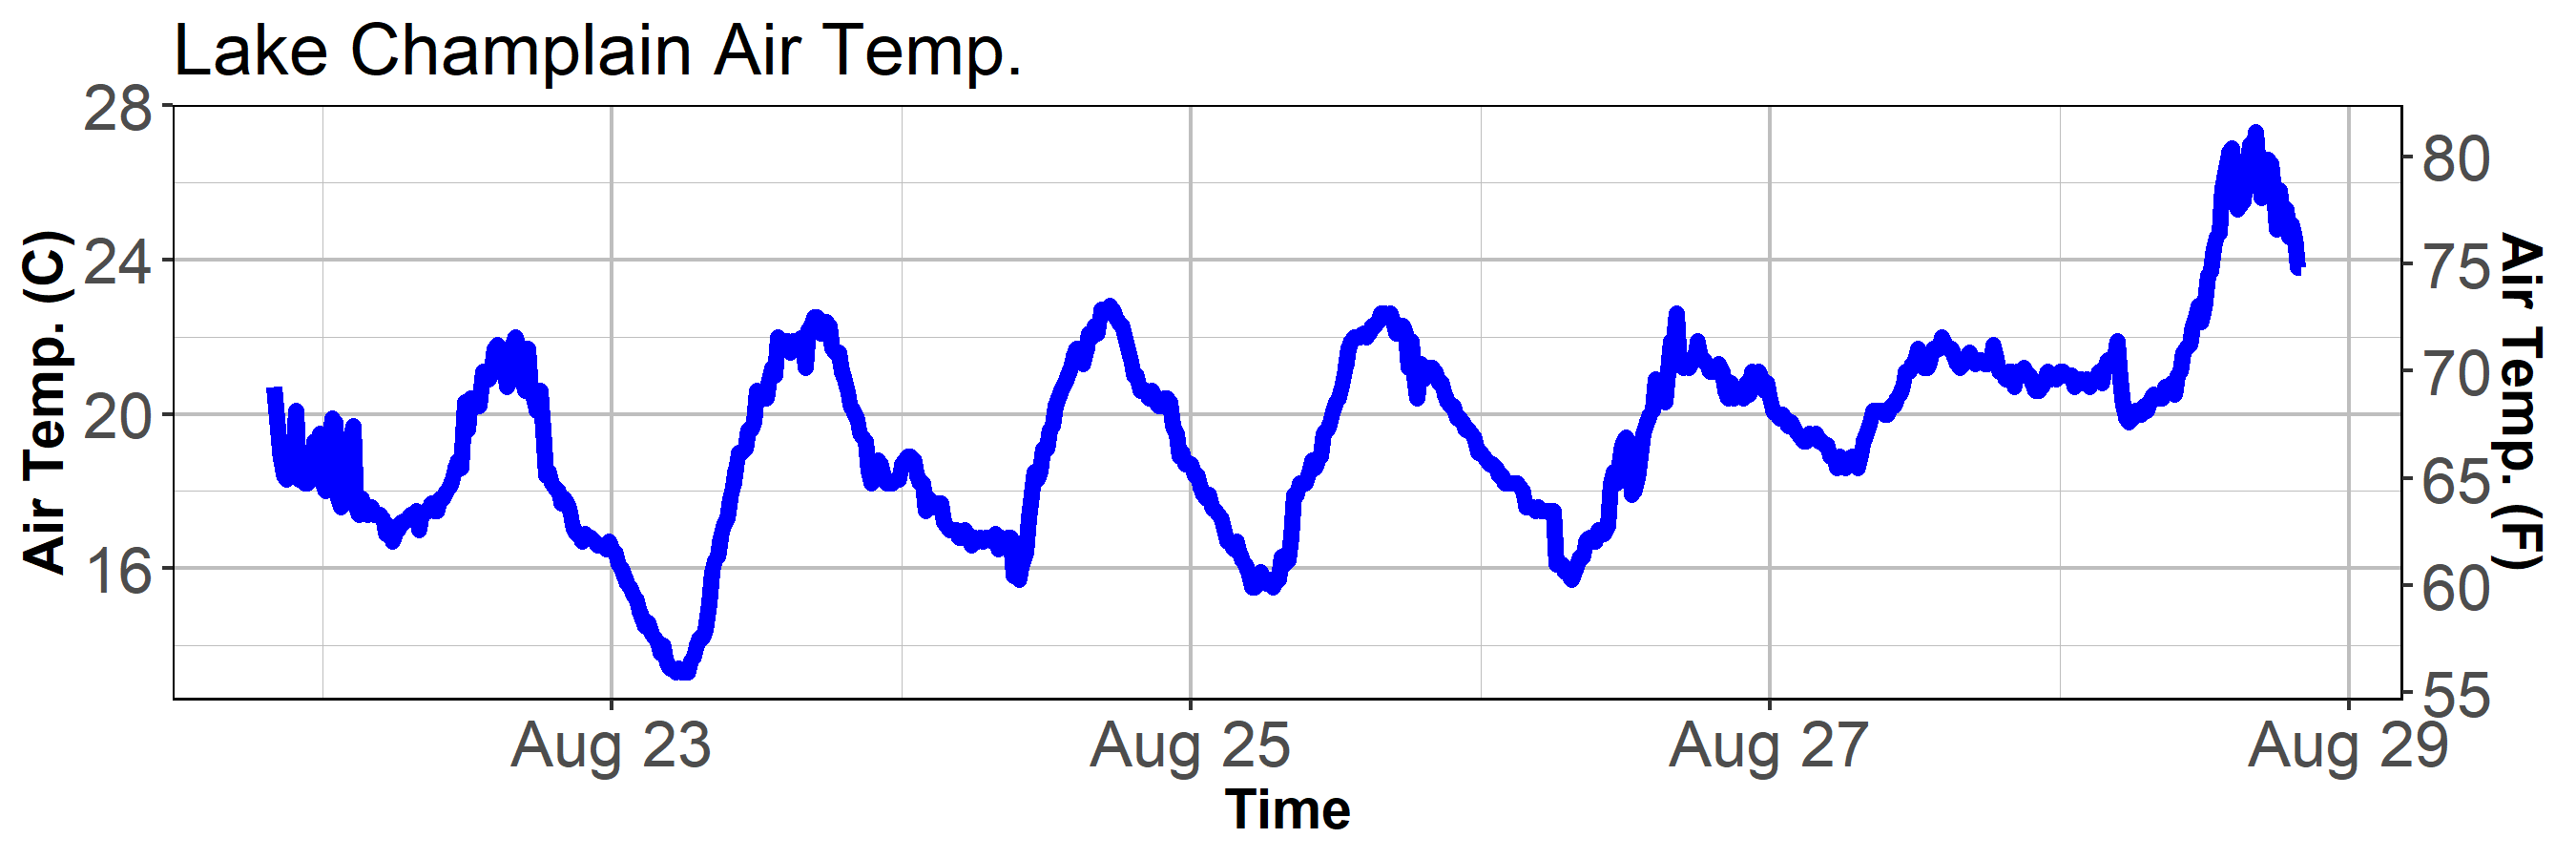 Lake Champlain Air Temp.
28
24
20
16
Air Temp. (C)
80
75
70
65
60
55
Air Temp. (F)
Aug 23 Aug 25 Aug 27 Aug 29
Time